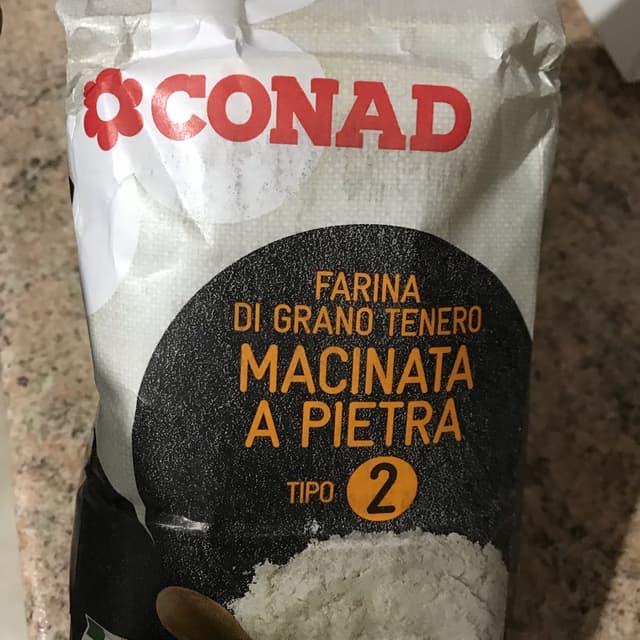 CONAD
FARINA
DI GRANO TENERO
MACINATA
A PIETRA
TIPO 2